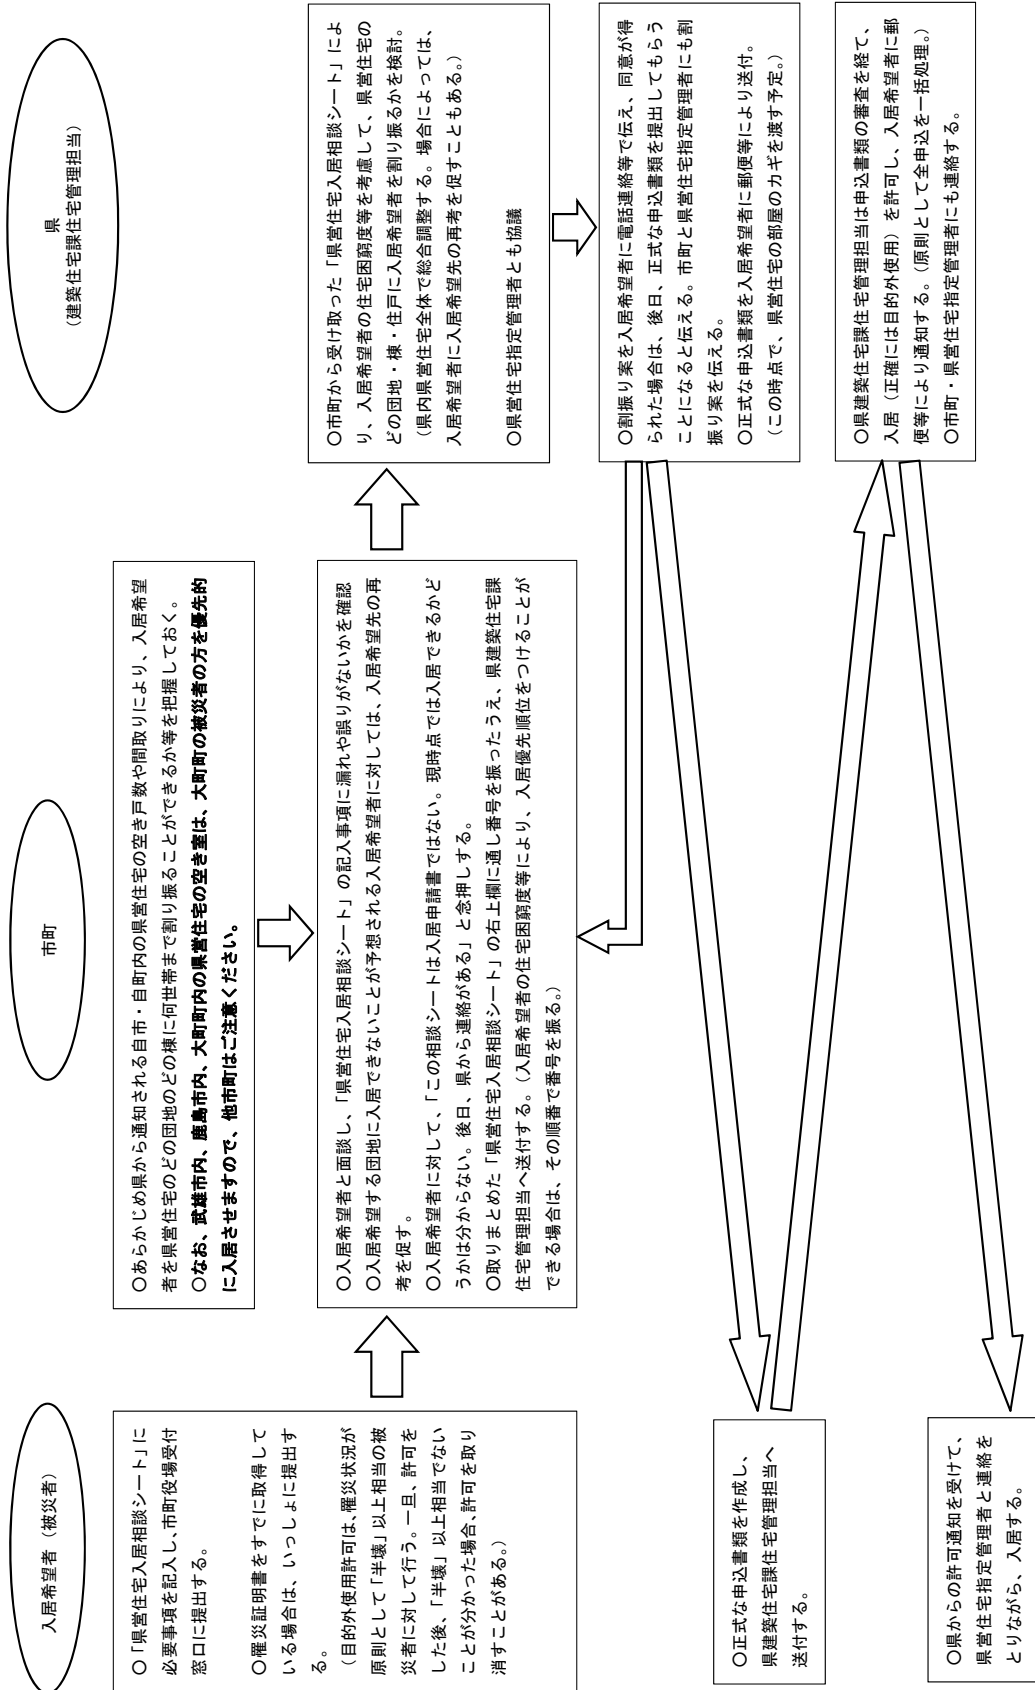 入居希望者（被災者）
市町
県
（建築住宅課住宅管理担当）
○「県営住宅入居相談シート」に
必要事項を記入し、市町役場受付
窓口に提出する。
○罹災証明書をすでに取得して
いる場合は、いっしょに提出す
る。
（目的外使用許可は、罹災状況が
原則として「半壊」以上相当の被
災者に対して行う。一旦、許可を
した後、「半壊」以上相当でない
ことが分かった場合、許可を取り
消すことがある。）
○あらかじめ県から通知される自市・自町内の県営住宅の空き戸数や間取りにより、入居希望
者を県営住宅のどの団地のどの棟に何世帯まで割り振ることができるか等を把握しておく。
○なお、武雄市内、鹿島市内、大町町内の県営住宅の空き室は、大町町の被災者の方を優先的
に入居させますので、他市町はご注意ください。
○入居希望者と面談し、「県営住宅入居相談シート」の記入事項に漏れや誤りがないかを確認
○入居希望する団地に入居できないことが予想される入居希望者に対しては、入居希望先の再
考を促す。
○入居希望者に対して、「この相談シートは入居申請書ではない。現時点では入居できるかど
うかは分からない。後日、県から連絡がある」と念押しする。
○取りまとめた「県営住宅入居相談シート」の右上欄に通し番号を振ったうえ、県建築住宅課
住宅管理担当へ送付する。（入居希望者の住宅困窮度等により、入居優先順位をつけることが
できる場合は、その順番で番号を振る。）
○市町から受け取った「県営住宅入居相談シート」によ
り、入居希望者の住宅困窮度等を考慮して、県営住宅の
どの団地・棟・住戸に入居希望者を割り振るかを検討。
（県内県営住宅全体で総合調整する。場合によっては、
入居希望者に入居希望先の再考を促すこともある。）
○県営住宅指定管理者とも協議
○割振り案を入居希望者に電話連絡等で伝え、同意が得
られた場合は、後日、正式な申込書類を提出してもらう
ことになると伝える。市町と県営住宅指定管理者にも割
振り案を伝える。
○正式な申込書類を入居希望者に郵便等により送付。
（この時点で、県営住宅の部屋のカギを渡す予定。）
○正式な申込書類を作成し、
県建築住宅課住宅管理担当へ
送付する。
○県建築住宅課住宅管理担当は申込書類の審査を経て、
入居（正確には目的外使用）を許可し、入居希望者に郵
便等により通知する。（原則として全申込を一括処理。）
○市町・県営住宅指定管理者にも連絡する。
○県からの許可通知を受けて、
県営住宅指定管理者と連絡を
とりながら、入居する。